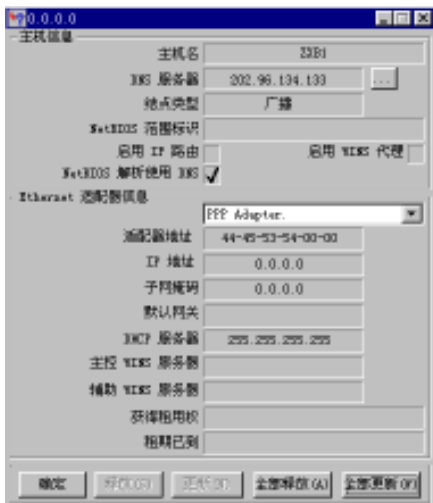 0.0.0.0
主机信息
主机名 ZXB1
DNS 服务器 202.96.134.133 ...
结点类型 广播
NetBIOS 范围标识
启用 IP 路由 启用 WINS 代理
NetBIOS 解析使用 DNS
Ethernet 适配器信息
PPP Adapter.
适配器地址 44-45-53-54-00-00
IP 地址 0.0.0.0
子网掩码 0.0.0.0
默认网关
DHCP 服务器 255.255.255.255
主控 WINS 服务器
辅助 WINS 服务器
获得租用权
租期已到
确定 释放(S) 更新(N) 全部释放(A) 全部更新(W)